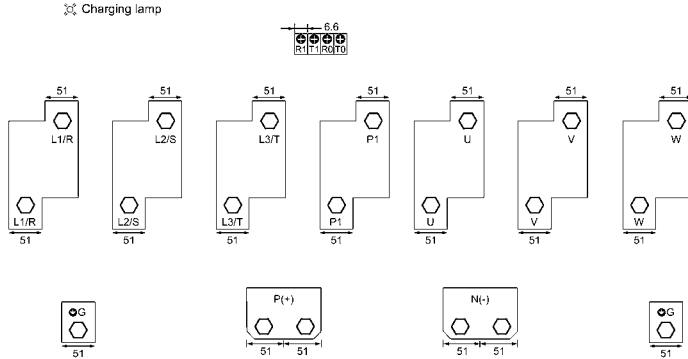 Charging lamp
6.6
R1 T1 R0 T0
51 51 51 51 51 51 51
L1/R L2/S L3/T P1 U V W
L1/R L2/S L3/T P1 U V W
51 51 51 51 51 51 51
G P(+) N(-) G
51 51 51 51 51 51